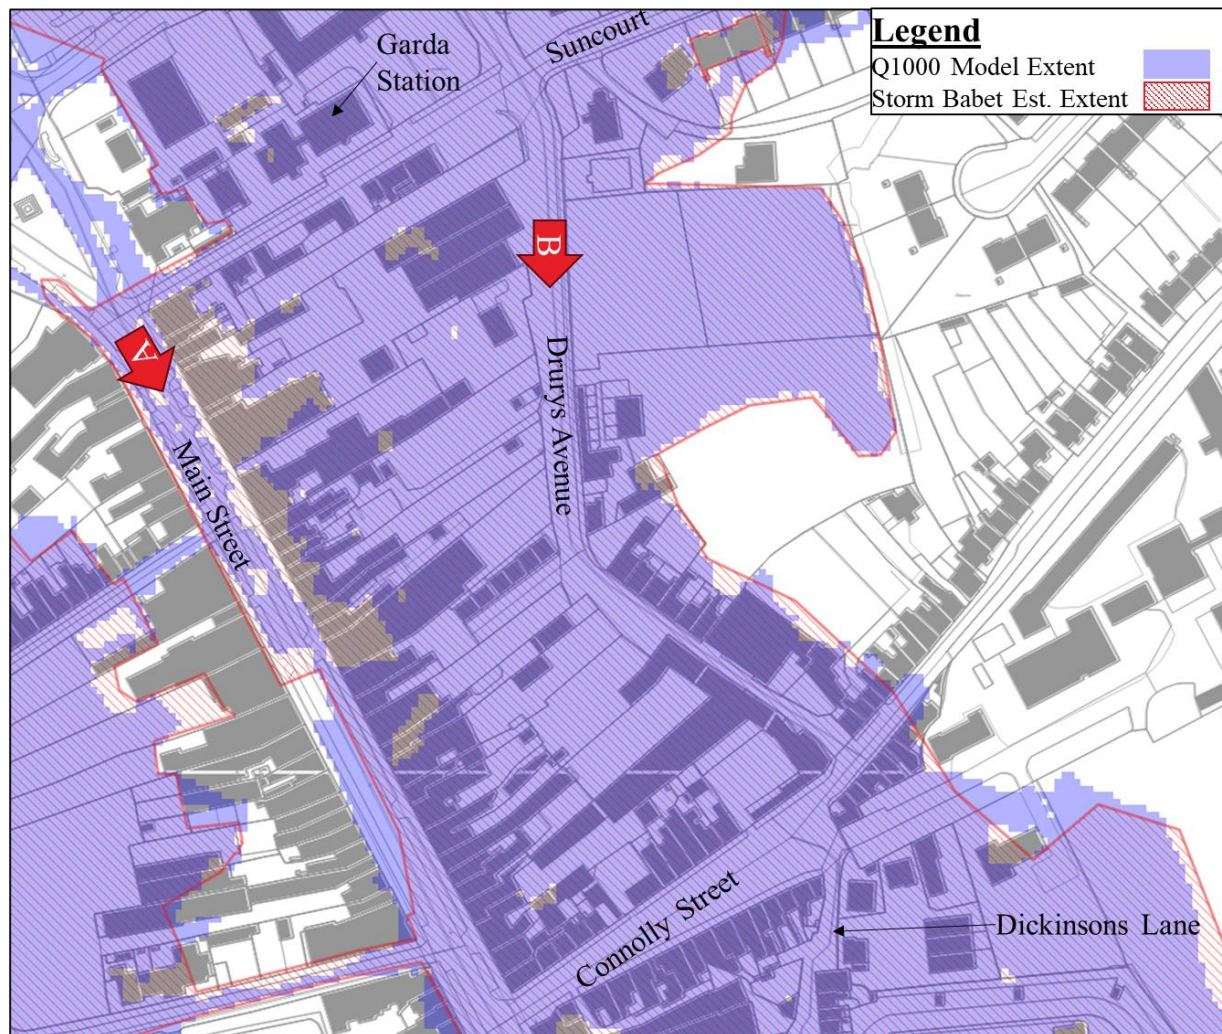 Legend
Q1000 Model Extent
Storm Babet Est. Extent
Suncourt
Garda
Station
B
A
Drurys Avenue
Main Street
Connolly Street
Dickinsons Lane